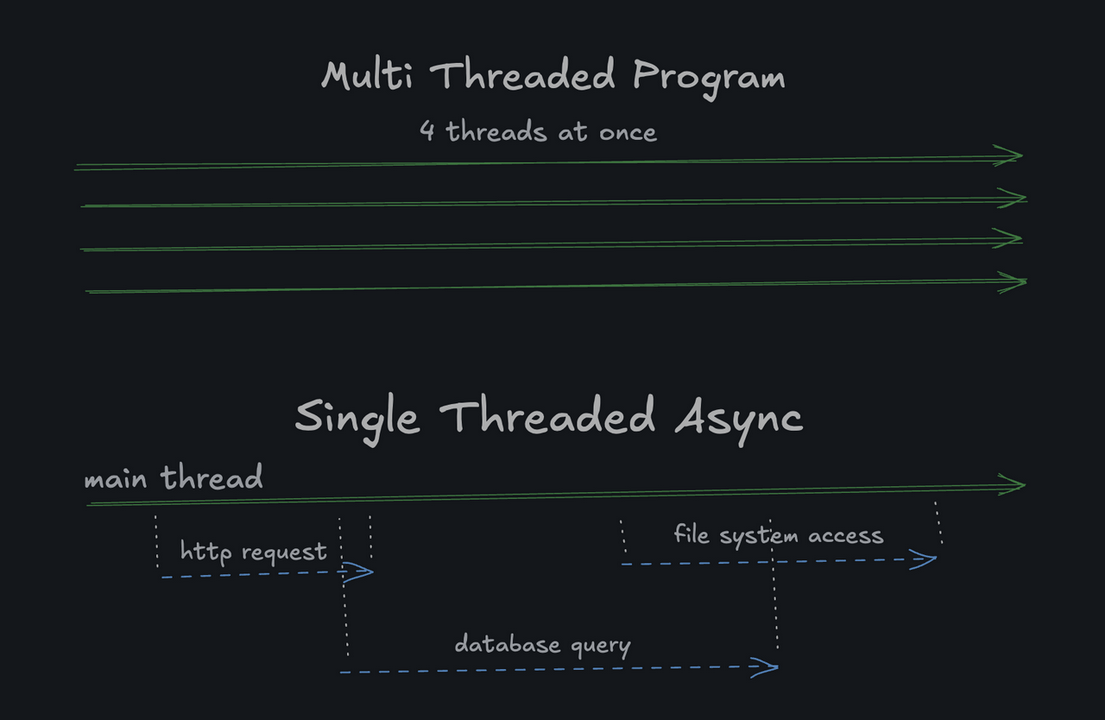 Multi Threaded Program
4 threads at once
Single Threaded Async
main thread
http request
file system access
database query